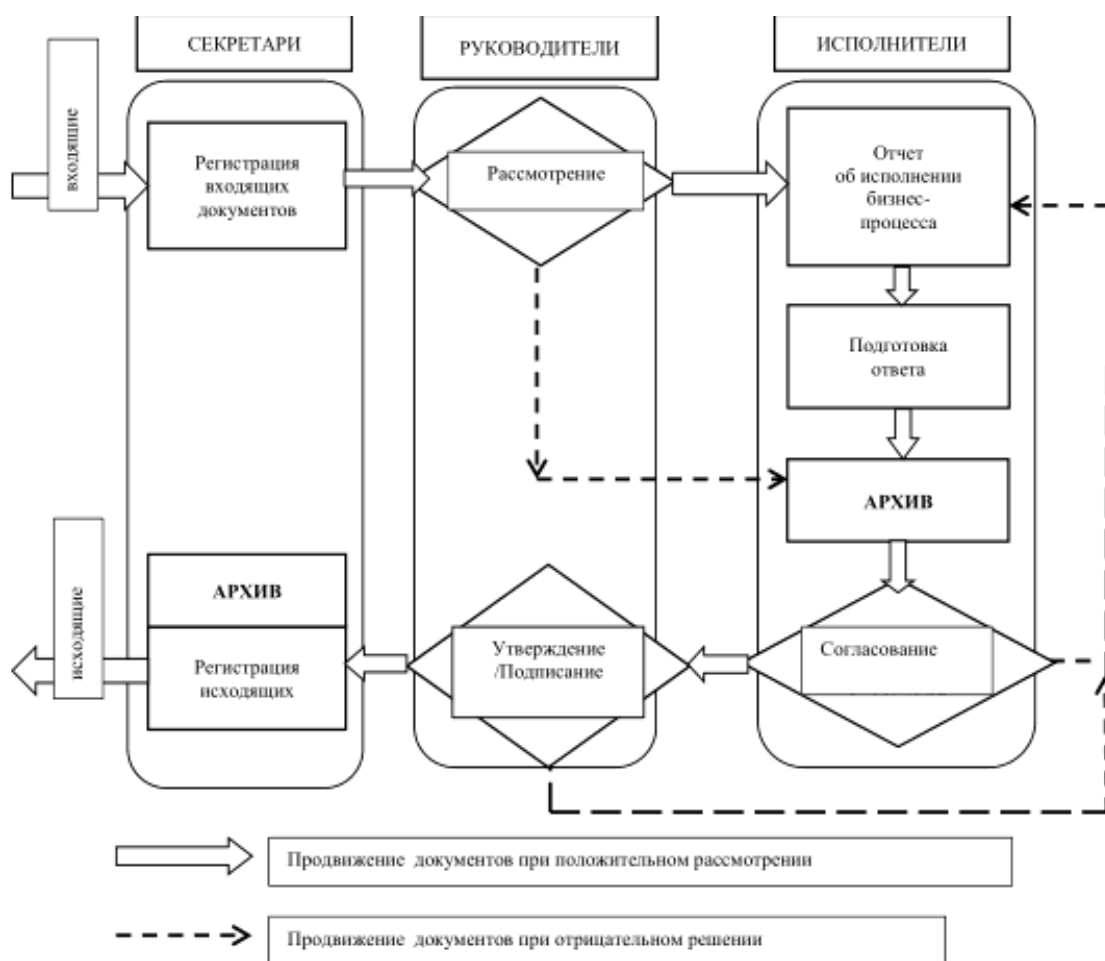 СЕКРЕТАРИ
РУКОВОДИТЕЛИ
ИСПОЛНИТЕЛИ
входящие
Регистрация
входящих
документов
Рассмотрение
Отчет
об исполнении
бизнес-
процесса
Подготовка
ответа
АРХИВ
исходящие
АРХИВ
Регистрация
исходящих
Утверждение
/Подписание
Согласование
Продвижение документов при положительном рассмотрении
Продвижение документов при отрицательном решении